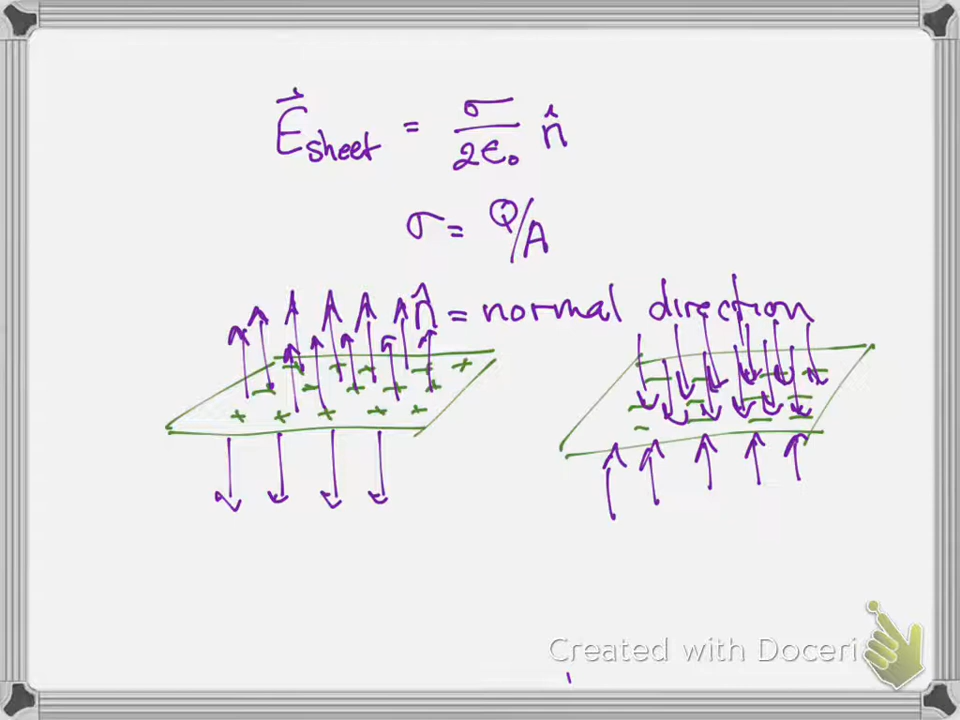 E⃗sheet = σ/2ϵ₀ n̂
σ = Q/A
n̂ = normal direction
Created with Doceri